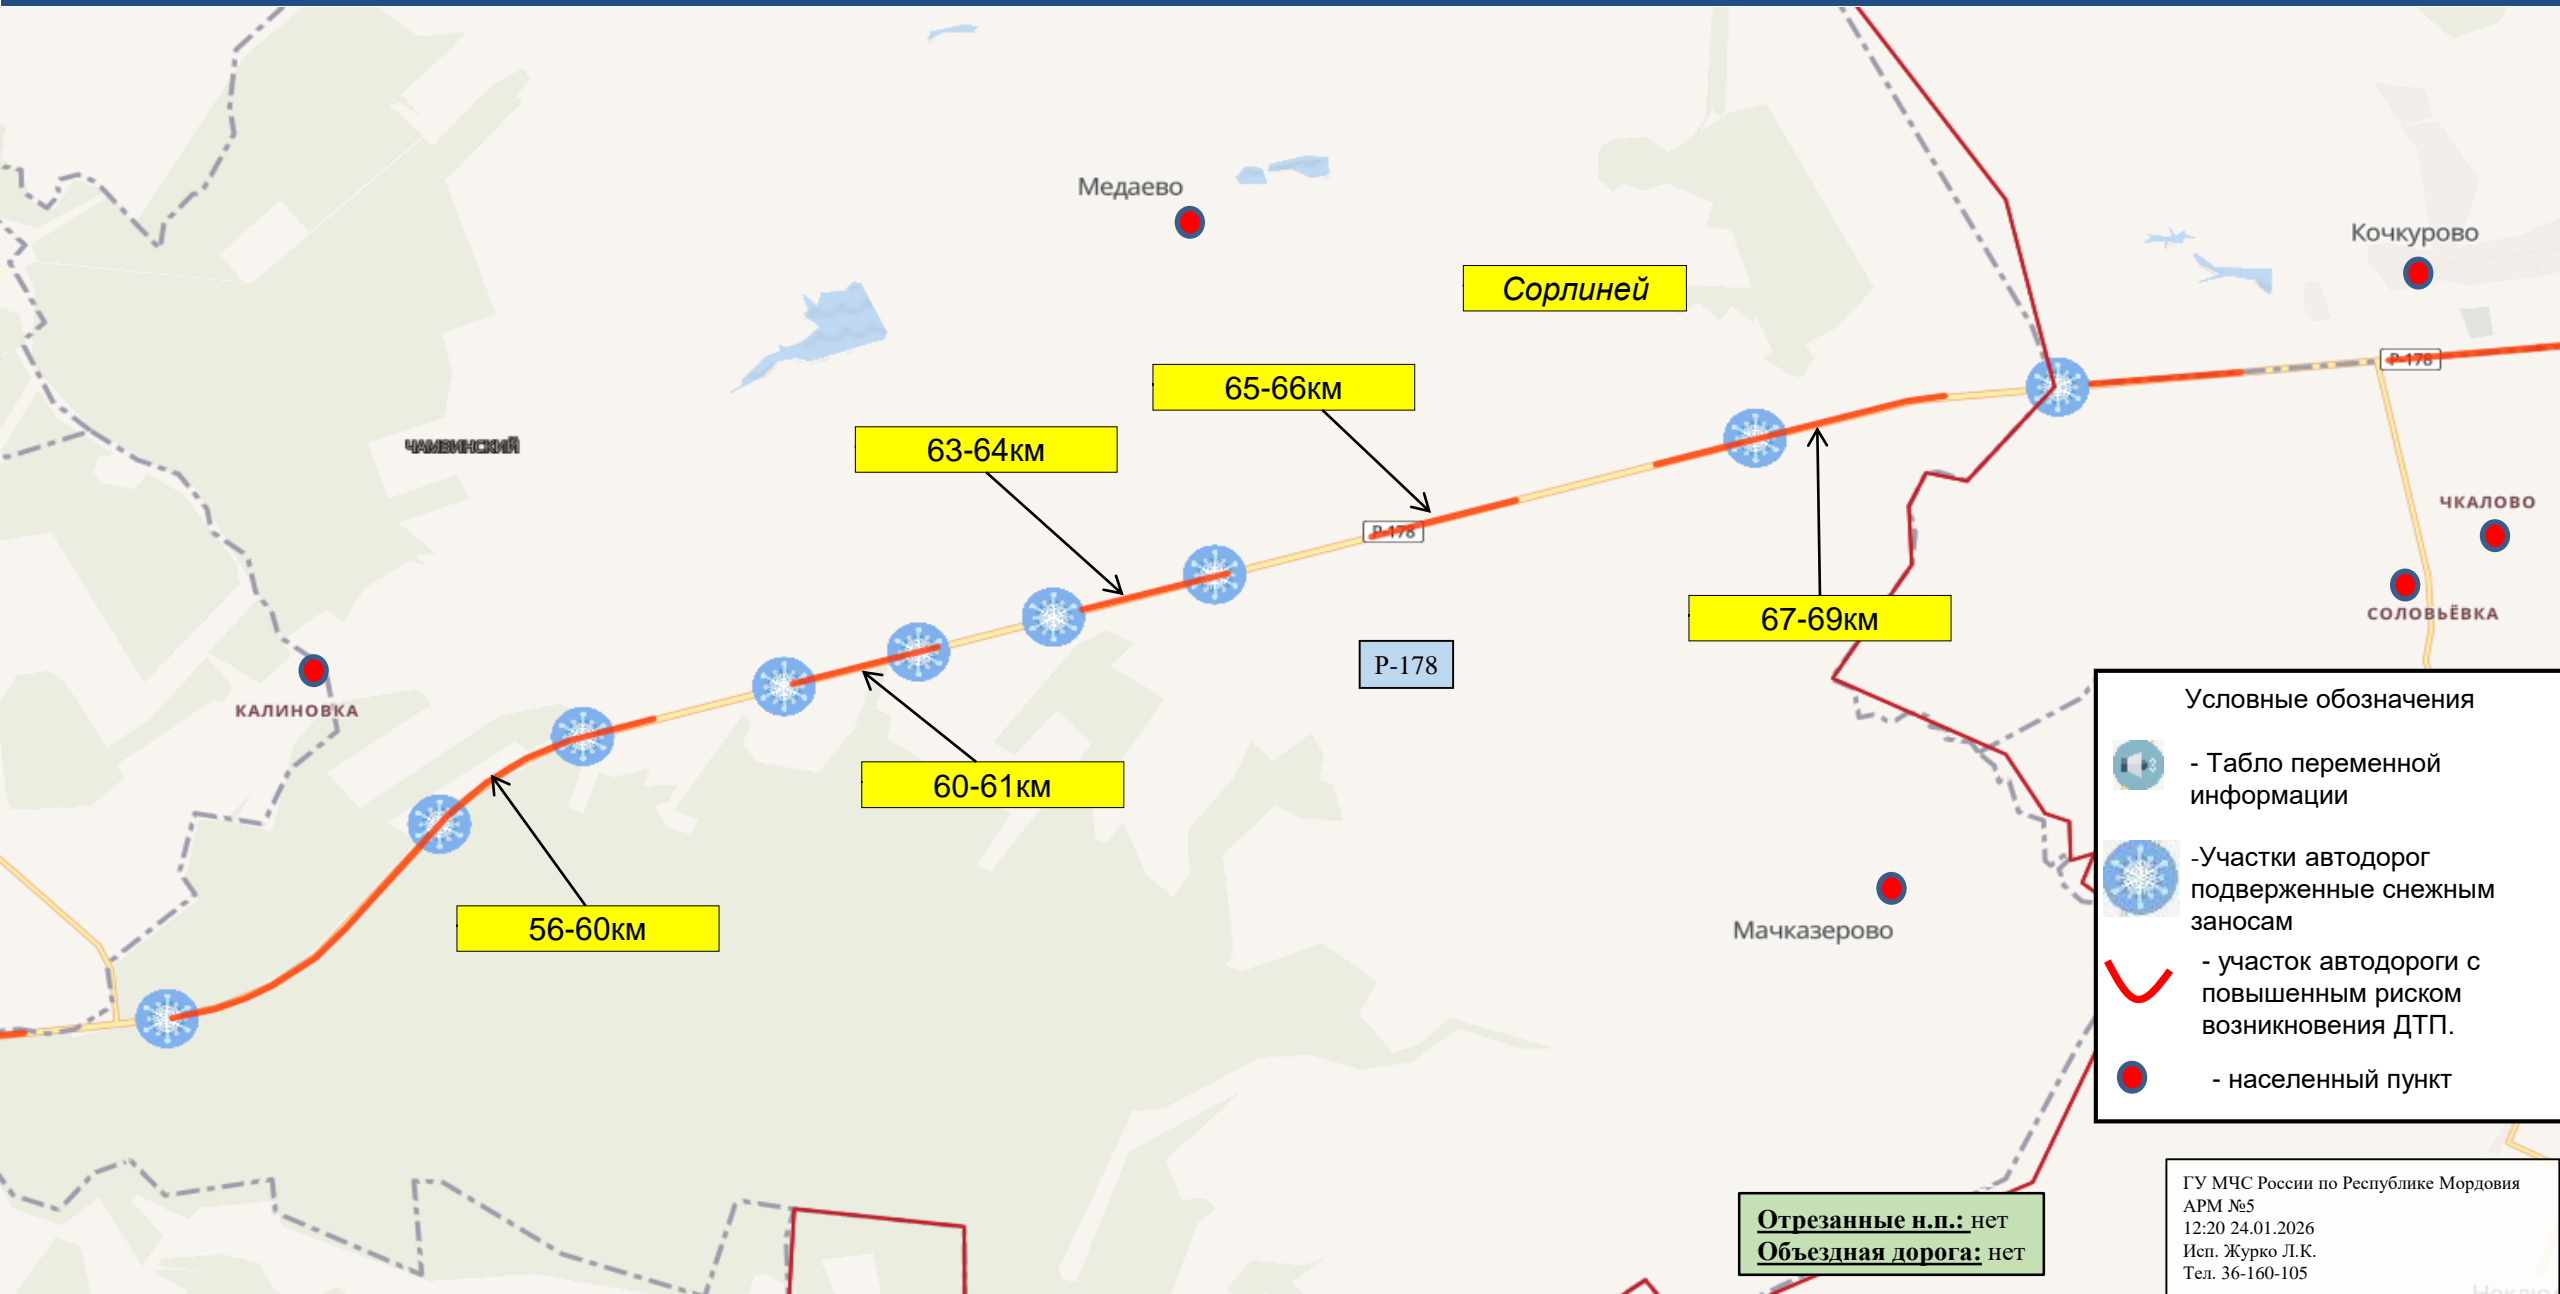 Медаево
Кочкурово
Сорлиней
Р-178
65-66км
63-64км
ЧАМЗИНСКИЙ
ЧКАЛОВО
Р-178
СОЛОВЬЁВКА
67-69км
Р-178
КАЛИНОВКА
60-61км
56-60км
Мачказерово
Условные обозначения
- Табло переменной
информации
-Участки автодорог
подверженные снежным
заносам
- участок автодороги с
повышенным риском
возникновения ДТП.
- населенный пункт
Отрезанные н.п.: нет
Объездная дорога: нет
ГУ МЧС России по Республике Мордовия
АРМ №5
12:20 24.01.2026
Исп. Журко Л.К.
Тел. 36-160-105